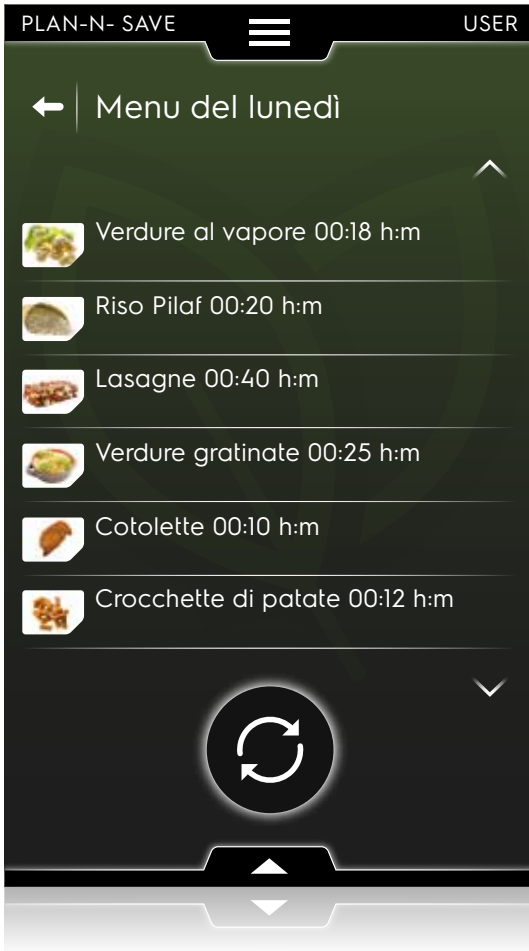 PLAN-N- SAVE USER
Menu del lunedì
Verdure al vapore 00:18 h:m
Riso Pilaf 00:20 h:m
Lasagne 00:40 h:m
Verdure gratinate 00:25 h:m
Cotolette 00:10 h:m
Crocchette di patate 00:12 h:m